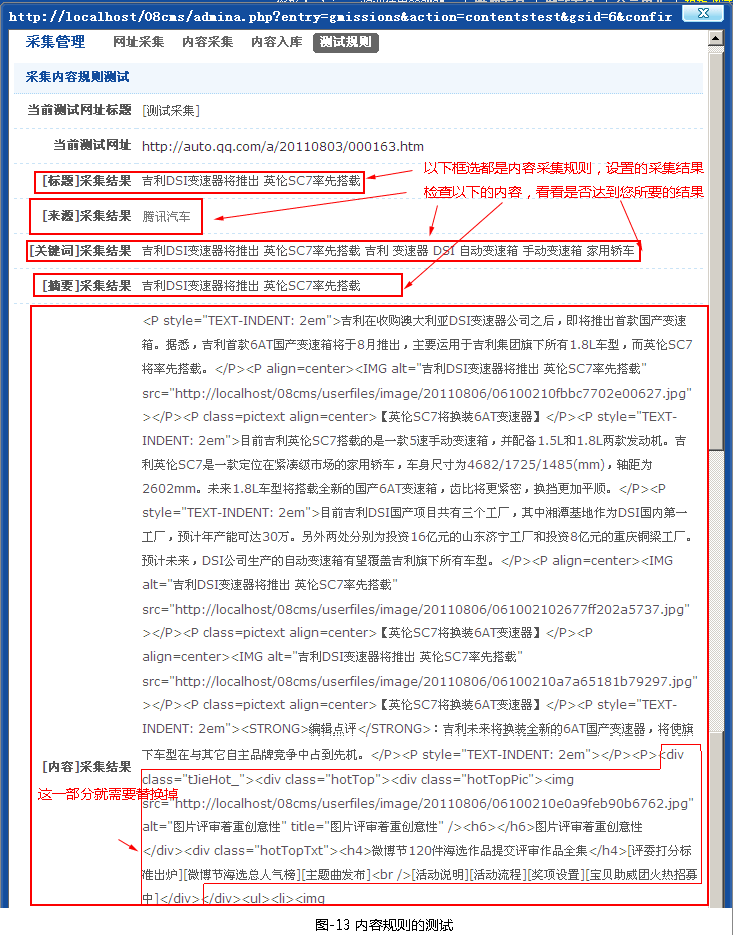 http://localhost/08cms/admina.php?entry=gmissions&action=contentstest&gsid=6&confir
采集管理 网址采集 内容采集 内容入库 测试规则
采集内容规则测试
当前测试网址标题 [测试采集]
当前测试网址 http://auto.qq.com/a/20110803/000163.htm
以下框选都是内容采集规则，设置的采集结果
[标题]采集结果 吉利DSI变速器将推出 英伦SC7率先搭载
检查以下的内容，看看是否达到您所要的结果
[来源]采集结果 腾讯汽车
[关键词]采集结果 吉利DSI变速器将推出 英伦SC7率先搭载 吉利 变速器 DSI 自动变速箱 手动变速箱 家用轿车
[摘要]采集结果 吉利DSI变速器将推出 英伦SC7率先搭载
<P style="TEXT-INDENT: 2em">吉利在收购澳大利亚DSI变速器公司之后，即将推出首款国产变速
箱。据悉，吉利首款6AT国产变速箱将于8月推出，主要运用于吉利集团旗下所有1.8L车型，而英伦SC7
将率先搭载。</P><P align=center><IMG alt="吉利DSI变速器将推出 英伦SC7率先搭载"
src="http://localhost/08cms/userfiles/image/20110806/06100210fbbc7702e00627.jpg"
></P><P class=pictext align=center>【英伦SC7将换装6AT变速器】</P><P style="TEXT-
INDENT: 2em">目前吉利英伦SC7搭载的是一款5速手动变速箱，并配备1.5L和1.8L两款发动机。吉
利英伦SC7是一款定位在紧凑级市场的家用轿车，车身尺寸为4682/1725/1485(mm)，轴距为
2602mm。未来1.8L车型将搭载全新的国产6AT变速箱，齿比将更紧密，换挡更加平顺。</P><P
style="TEXT-INDENT: 2em">目前吉利DSI国产项目共有三个工厂，其中湘潭基地作为DSI国内第一
工厂，预计年产能可达30万。另外两处分别为投资16亿元的山东济宁工厂和投资8亿元的重庆铜梁工厂。
预计未来，DSI公司生产的自动变速箱有望覆盖吉利旗下所有车型。</P><P align=center><IMG
alt="吉利DSI变速器将推出 英伦SC7率先搭载"
src="http://localhost/08cms/userfiles/image/20110806/061002102677ff202a5737.jpg"
></P><P class=pictext align=center>【英伦SC7将换装6AT变速器】</P><P
align=center><IMG alt="吉利DSI变速器将推出 英伦SC7率先搭载"
src="http://localhost/08cms/userfiles/image/20110806/06100210a7a65181b79297.jpg"
></P><P class=pictext align=center>【英伦SC7将换装6AT变速器】</P><P style="TEXT-
INDENT: 2em"><STRONG>编辑点评</STRONG>：吉利未来将换装全新的6AT国产变速器，将使旗
下车型在与其它自主品牌竞争中占到先机。</P><P style="TEXT-INDENT: 2em"></P><P><div
[内容]采集结果
class="tJieHot_"><div class="hotTop"><div class="hotTopPic"><img
这一部分就需要替换掉
src="http://localhost/08cms/userfiles/image/20110806/06100210e0a9feb90b6762.jpg"
alt="图片评审着重创意性" title="图片评审着重创意性" /><h6></h6>图片评审着重创意性
</div><div class="hotTopTxt"><h4>微博节120件海选作品提交评审作品全集</h4>[评委打分标
准出炉][微博节海选总人气榜][主题曲发布]<br />[活动说明][活动流程][奖项设置][宝贝助威团火热招募
中]</div></div><ul><li><img
图-13 内容规则的测试